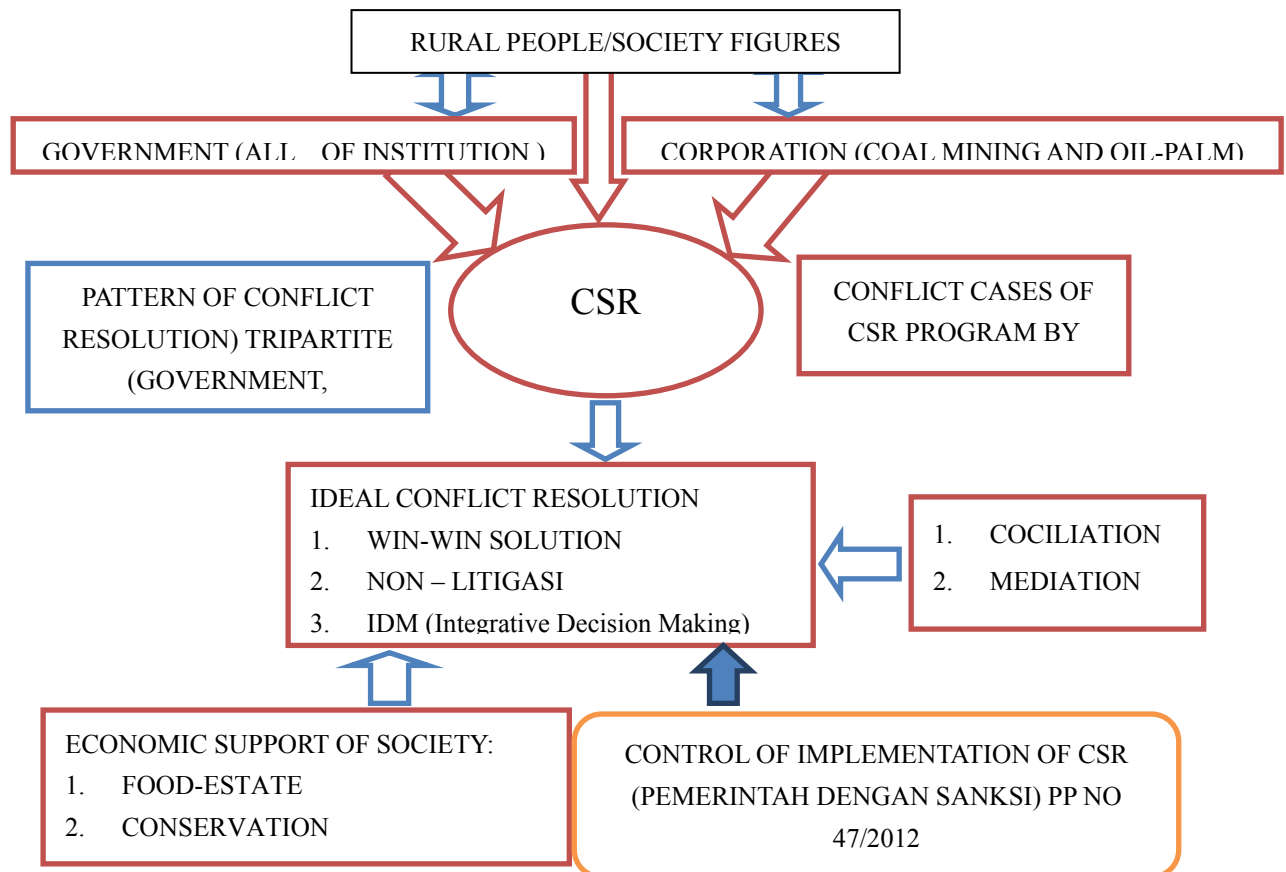 RURAL PEOPLE/SOCIETY FIGURES
GOVERNMENT (ALL OF INSTITUTION )
CORPORATION (COAL MINING AND OIL-PALM)
CSR
PATTERN OF CONFLICT
RESOLUTION) TRIPARTITE
(GOVERNMENT,
CONFLICT CASES OF
CSR PROGRAM BY
IDEAL CONFLICT RESOLUTION
1. WIN-WIN SOLUTION
2. NON – LITIGASI
3. IDM (Integrative Decision Making)
1. COCILIATION
2. MEDIATION
ECONOMIC SUPPORT OF SOCIETY:
1. FOOD-ESTATE
2. CONSERVATION
CONTROL OF IMPLEMENTATION OF CSR
(PEMERINTAH DENGAN SANKSI) PP NO
47/2012